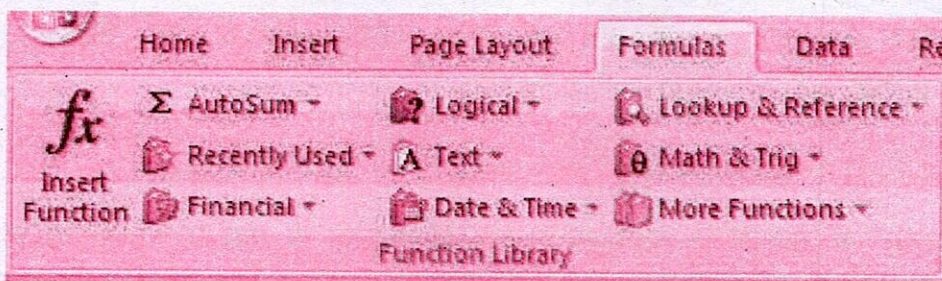 Home Insert Page Layout Formulas Data Re
fx Insert Function
Σ AutoSum
Recently Used
Financial
Logical
A Text
Date & Time
Lookup & Reference
θ Math & Trig
More Functions
Function Library